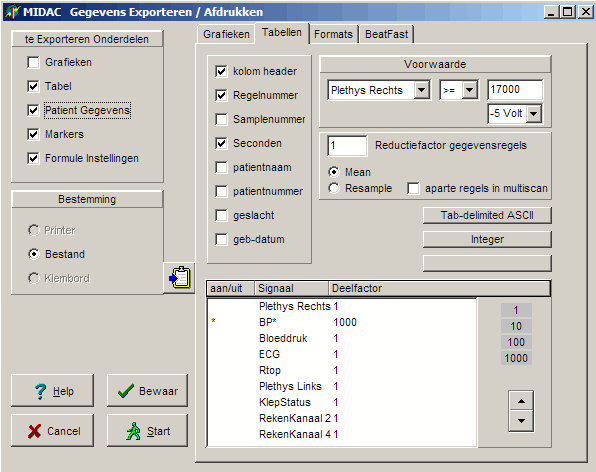 MIDAC Gegevens Exporteren / Afdrukken
te Exporteren Onderdelen
Grafieken
Tabel
Patient Gegevens
Markers
Formule Instellingen
Bestemming
Printer
Bestand
Klembord
Help
Bewaar
Cancel
Start
Grafieken Tabellen Formats BeatFast
kolom header
Regelnummer
Samplenummer
Seconden
patientnaam
patientnummer
geslacht
geb-datum
Voorwaarde
Plethys Rechts >= 17000
-5 Volt
1 Reductiefactor gegevensregels
Mean
Resample aparte regels in multiscan
Tab-delimited ASCII
Integer
aan/uit Signaal Deelfactor
Plethys Rechts 1
* BP* 1000
Bloeddruk 1
ECG 1
Rtop 1
Plethys Links 1
KlepStatus 1
RekenKanaal 2 1
RekenKanaal 4 1
1
10
100
1000